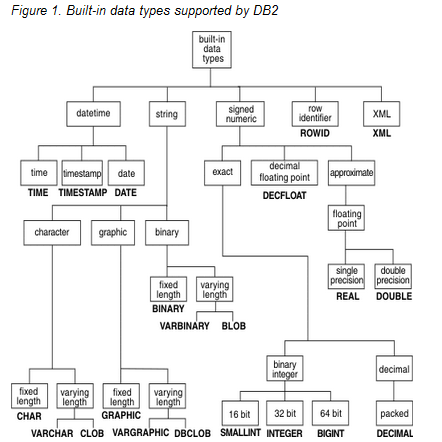 Figure 1. Built-in data types supported by DB2
built-in
data
types
datetime
string
signed
numeric
row
identifier
ROWID
XML
XML
time
timestamp
date
TIME
TIMESTAMP
DATE
exact
decimal
floating point
DECFLOAT
approximate
character
graphic
binary
floating
point
fixed
length
BINARY
varying
length
VARBINARY
BLOB
single
precision
REAL
double
precision
DOUBLE
binary
integer
decimal
fixed
length
CHAR
varying
length
VARCHAR
CLOB
fixed
length
GRAPHIC
varying
length
VARGRAPHIC
DBCLOB
16 bit
SMALLINT
32 bit
INTEGER
64 bit
BIGINT
packed
DECIMAL